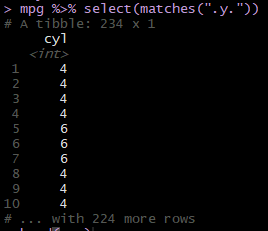 > mpg %>% select(matches(".y."))
# A tibble: 234 x 1
cyl
<int>
1 4
2 4
3 4
4 4
5 6
6 6
7 6
8 4
9 4
10 4
# ... with 224 more rows